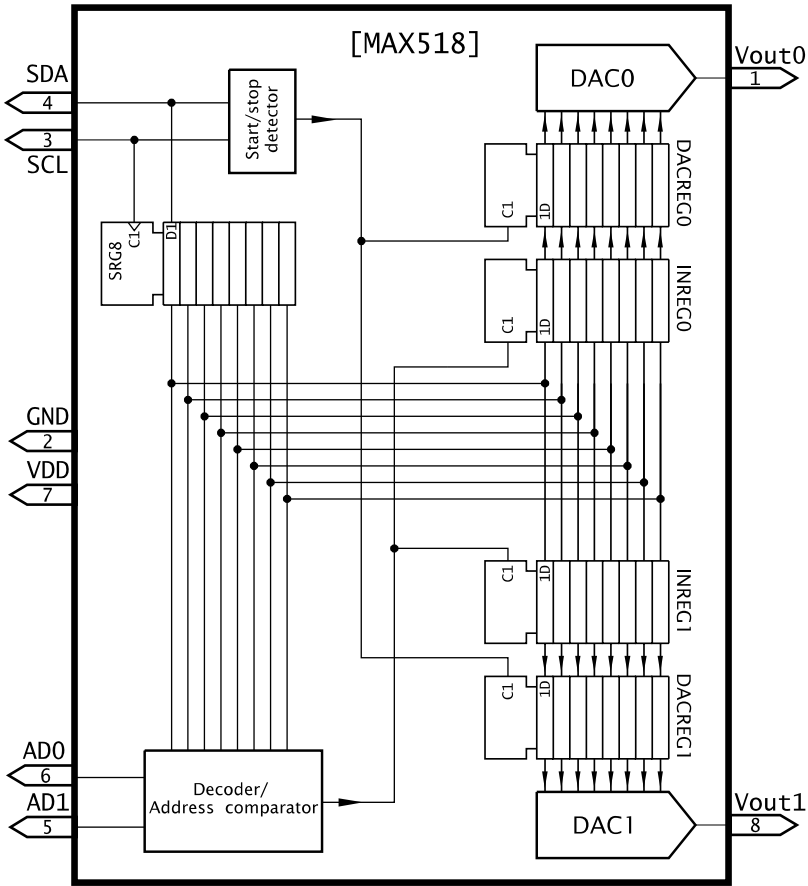 [MAX518]
Vout0
1
DAC0
SDA
4
3
SCL
Start/stop
detector
C1
1D
DACREG0
SRG8
C1
D1
C1
1D
INREG0
GND
2
VDD
7
C1
1D
INREG1
C1
1D
DACREG1
AD0
6
AD1
5
Decoder/
Address comparator
DAC1
Vout1
8